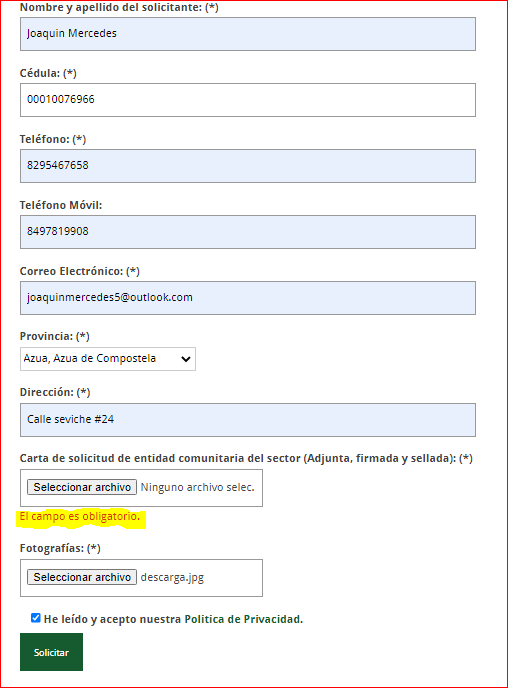 Nombre y apellido del solicitante: (*)
Joaquin Mercedes
Cédula: (*)
00010076966
Teléfono: (*)
8295467658
Teléfono Móvil:
8497819908
Correo Electrónico: (*)
joaquinmercedes5@outlook.com
Provincia: (*)
Azua, Azua de Compostela
Dirección: (*)
Calle seviche #24
Carta de solicitud de entidad comunitaria del sector (Adjunta, firmada y sellada): (*)
Seleccionar archivo Ninguno archivo selec.
El campo es obligatorio.
Fotografías: (*)
Seleccionar archivo descarga.jpg
He leído y acepto nuestra Politica de Privacidad.
Solicitar